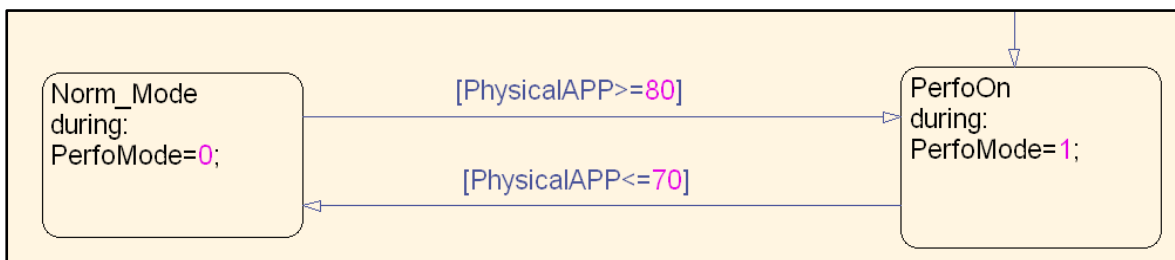 Norm_Mode
during:
PerfoMode=0;
[PhysicalAPP>=80]
[PhysicalAPP<=70]
PerfoOn
during:
PerfoMode=1;